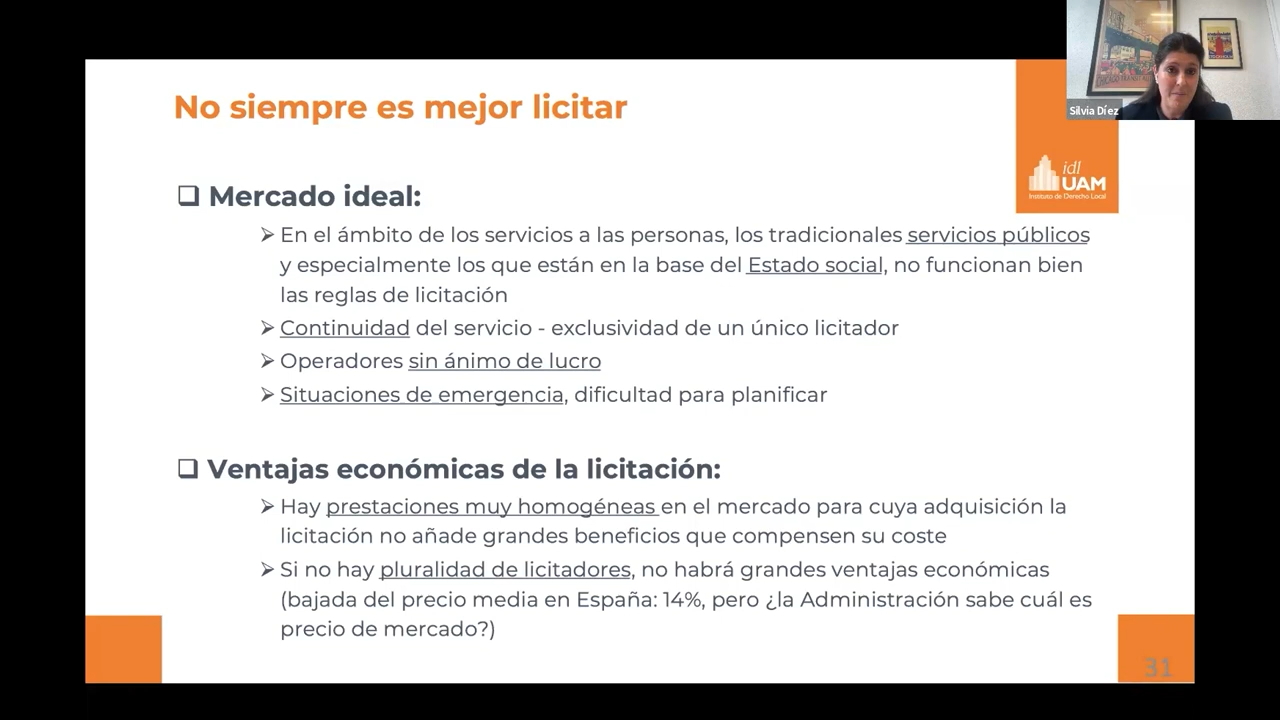 No siempre es mejor licitar
Silvia Díez
idl
UAM
Instituto de Derecho Local
❑ Mercado ideal:
➢ En el ámbito de los servicios a las personas, los tradicionales servicios públicos
y especialmente los que están en la base del Estado social, no funcionan bien
las reglas de licitación
➢ Continuidad del servicio - exclusividad de un único licitador
➢ Operadores sin ánimo de lucro
➢ Situaciones de emergencia, dificultad para planificar
❑ Ventajas económicas de la licitación:
➢ Hay prestaciones muy homogéneas en el mercado para cuya adquisición la
licitación no añade grandes beneficios que compensen su coste
➢ Si no hay pluralidad de licitadores, no habrá grandes ventajas económicas
(bajada del precio media en España: 14%, pero ¿la Administración sabe cuál es
precio de mercado?)
31